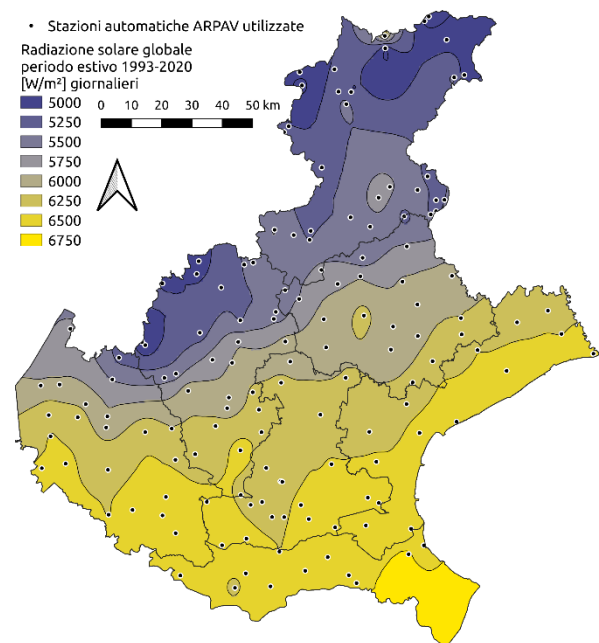 • Stazioni automatiche ARPAV utilizzate
Radiazione solare globale
periodo estivo 1993-2020
[W/m²] giornalieri
5000
5250
5500
5750
6000
6250
6500
6750
0 10 20 30 40 50 km